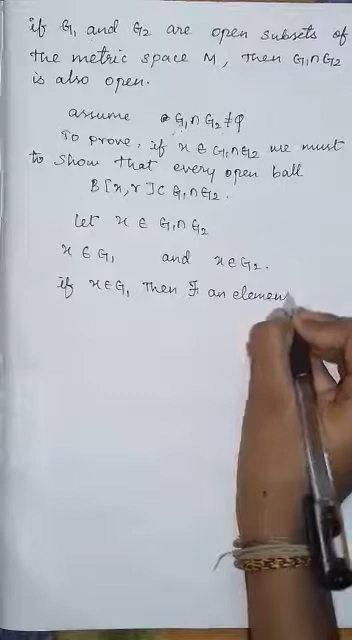 if G₁ and G₂ are open subsets of
the metric space M, then G₁∩G₂
is also open.
assume G₁∩G₂≠φ
To prove, if x ∈ G₁∩G₂ we must
to show that every open ball
B[x,r]⊂ G₁∩G₂.
Let x ∈ G₁∩G₂
x ∈ G₁ and x∈G₂.
if x∈G₁ then ∃ an elemen